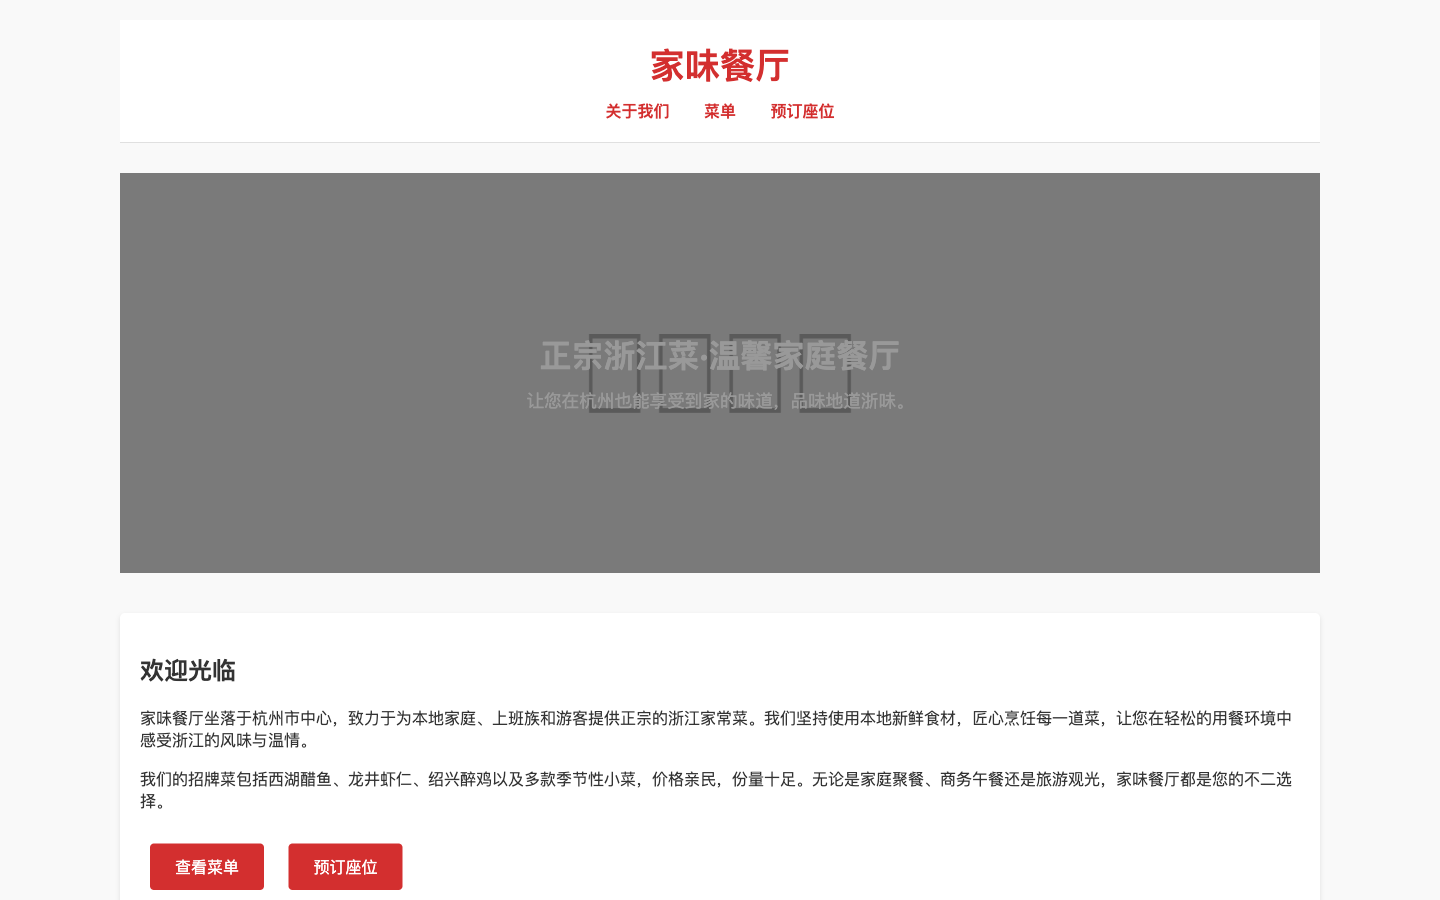 家味餐厅
关于我们 菜单 预订座位
正宗浙江菜·温馨家庭餐厅
让您在杭州也能享受到家的味道，品味地道浙味。
欢迎光临
家味餐厅坐落于杭州市中心，致力于为本地家庭、上班族和游客提供正宗的浙江家常菜。我们坚持使用本地新鲜食材，匠心烹饪每一道菜，让您在轻松的用餐环境中
感受浙江的风味与温情。
我们的招牌菜包括西湖醋鱼、龙井虾仁、绍兴醉鸡以及多款季节性小菜，价格亲民，份量十足。无论是家庭聚餐、商务午餐还是旅游观光，家味餐厅都是您的不二选
择。
查看菜单 预订座位